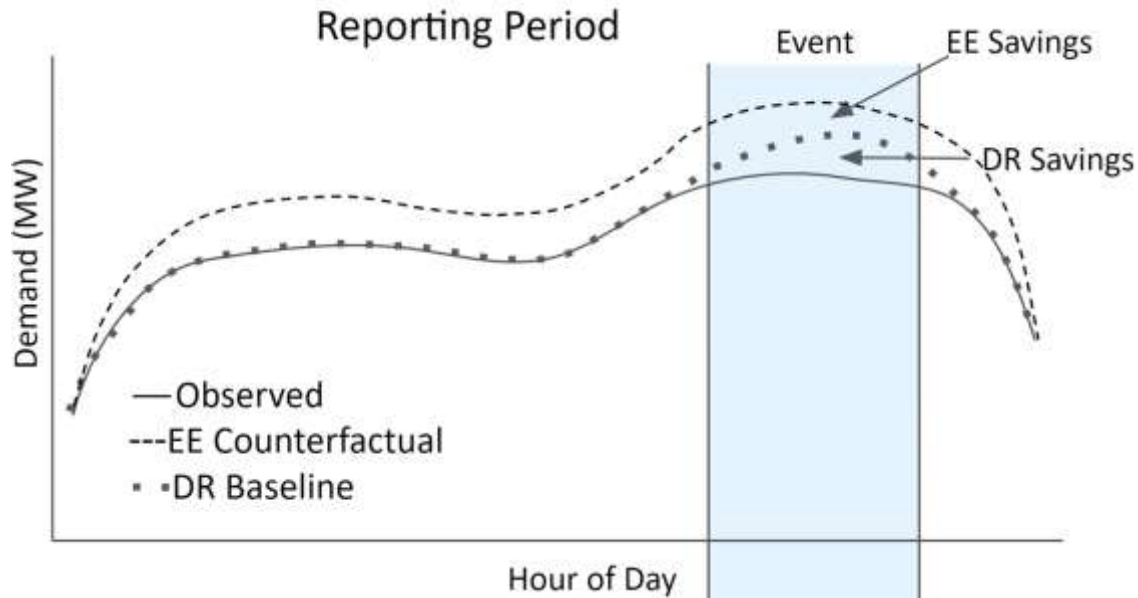 Reporting Period
Event
EE Savings
DR Savings
Demand (MW)
Observed
EE Counterfactual
DR Baseline
Hour of Day